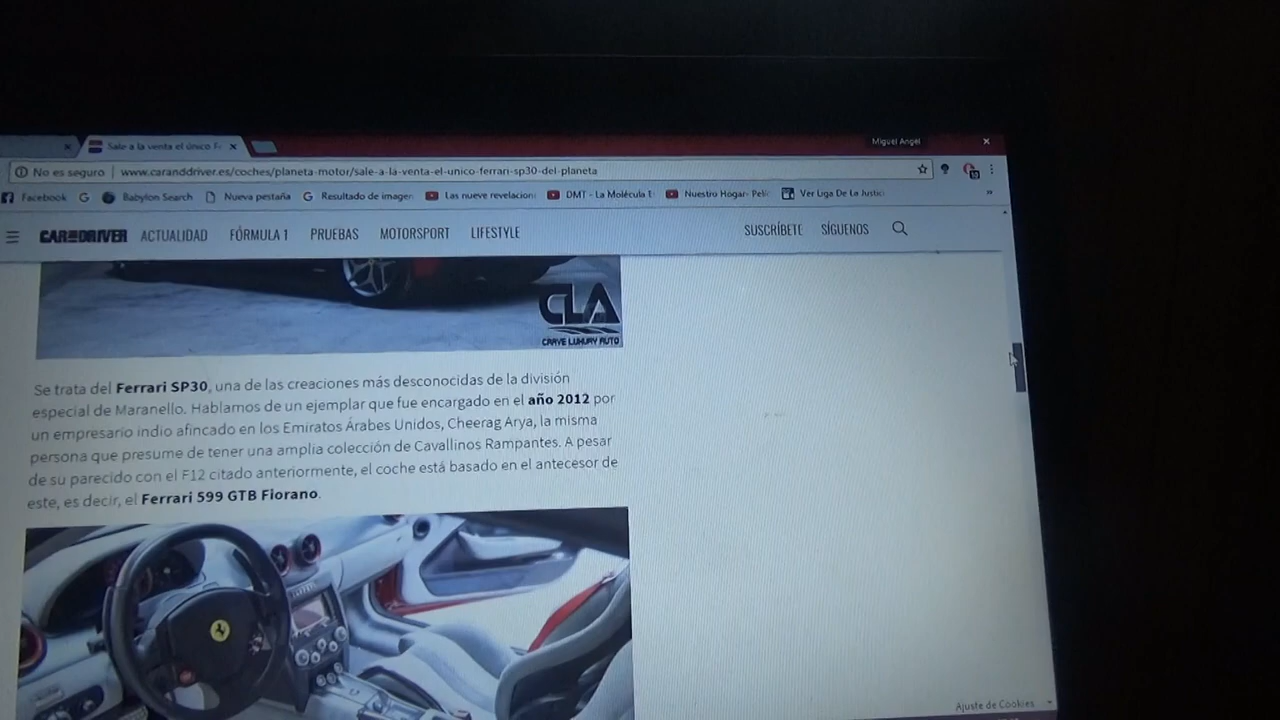 Sale a la venta el único Fe
Miguel Angel
No es seguro | www.caranddriver.es/coches/planeta-motor/sale-a-la-venta-el-unico-ferrari-sp30-del-planeta
Facebook Babylon Search Nueva pestaña Resultado de imagen Las nueve revelacion DMT - La Molécula Nuestro Hogar- Pelíc Ver Liga De La Justic
CAR AND DRIVER ACTUALIDAD FÓRMULA 1 PRUEBAS MOTORSPORT LIFESTYLE SUSCRÍBETE SÍGUENOS
CLA
CARVE LUXURY AUTO
Se trata del Ferrari SP30, una de las creaciones más desconocidas de la división
especial de Maranello. Hablamos de un ejemplar que fue encargado en el año 2012 por
un empresario indio afincado en los Emiratos Árabes Unidos, Cheerag Arya, la misma
persona que presume de tener una amplia colección de Cavallinos Rampantes. A pesar
de su parecido con el F12 citado anteriormente, el coche está basado en el antecesor de
este, es decir, el Ferrari 599 GTB Fiorano.
Ajuste de Cookies